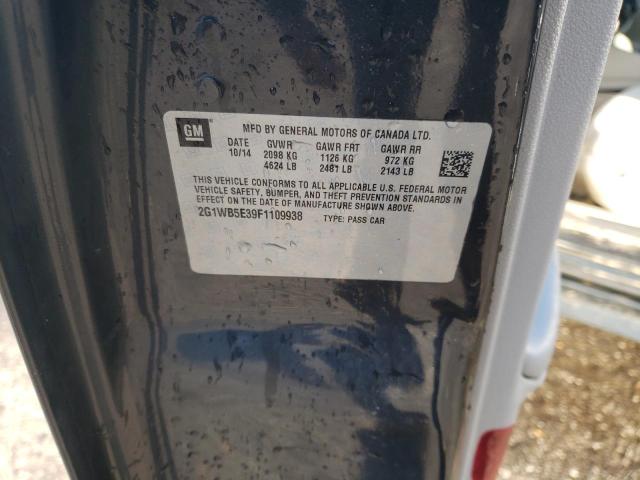 GM MFD BY GENERAL MOTORS OF CANADA LTD.
DATE GVWR GAWR FRT GAWR RR
10/14 2098 KG 1126 KG 972 KG
4624 LB 2481 LB 2143 LB
THIS VEHICLE CONFORMS TO ALL APPLICABLE U.S. FEDERAL MOTOR
VEHICLE SAFETY, BUMPER, AND THEFT PREVENTION STANDARDS IN
EFFECT ON THE DATE OF MANUFACTURE SHOWN ABOVE.
2G1WB5E39F1109938 TYPE: PASS CAR